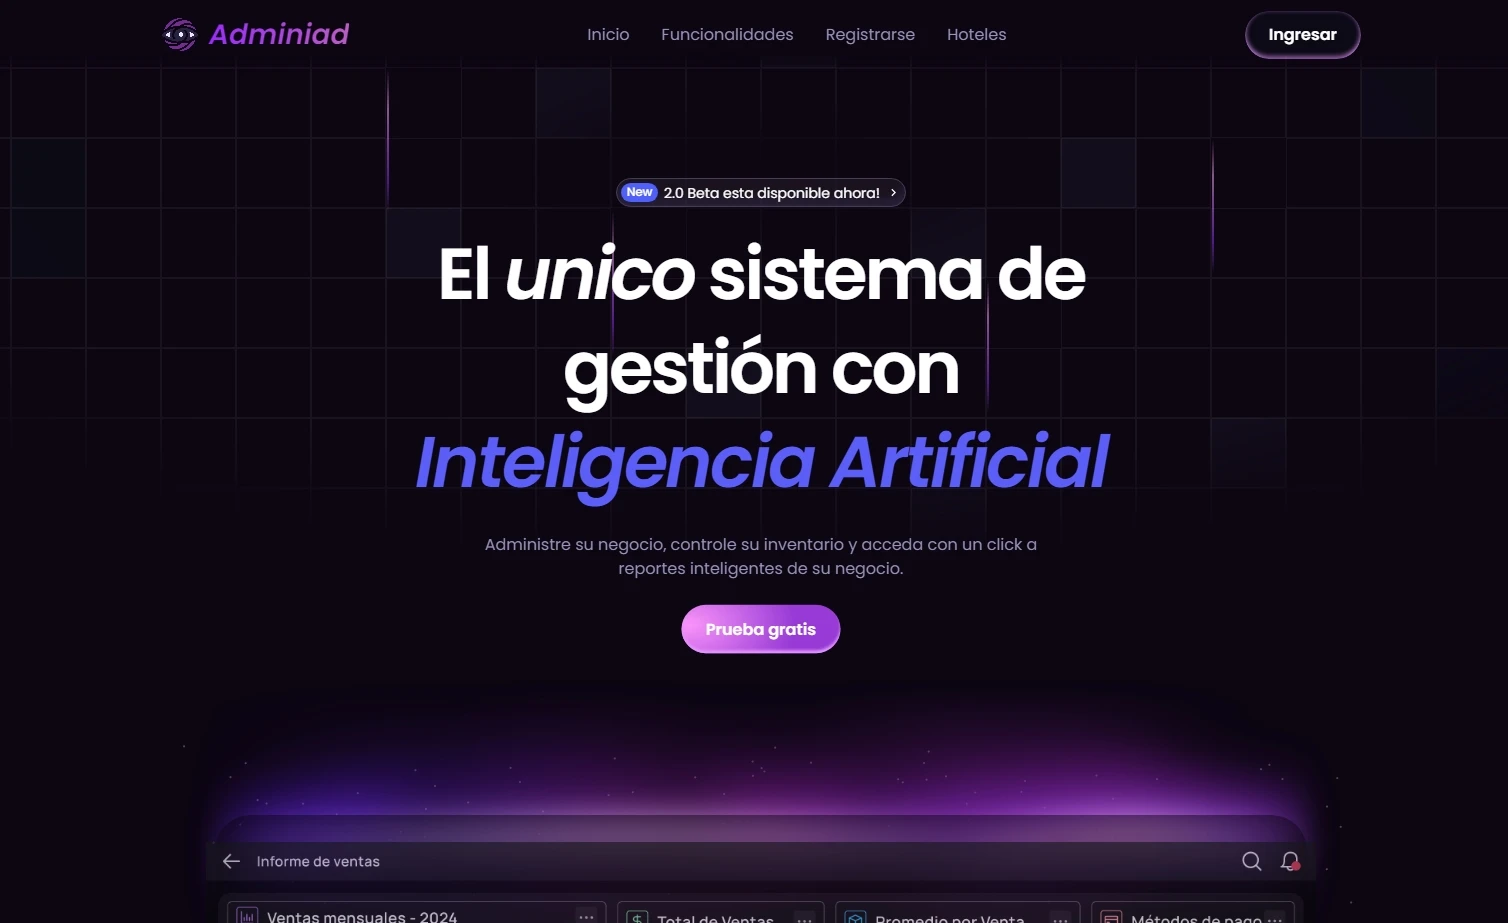 Adminiad
Inicio
Funcionalidades
Registrarse
Hoteles
Ingresar
New 2.0 Beta esta disponible ahora!
El unico sistema de
gestión con
Inteligencia Artificial
Administre su negocio, controle su inventario y acceda con un click a
reportes inteligentes de su negocio.
Prueba gratis
Informe de ventas
Ventas mensuales - 2024
Total de Ventas
Promedio por Venta
Métodos de pago